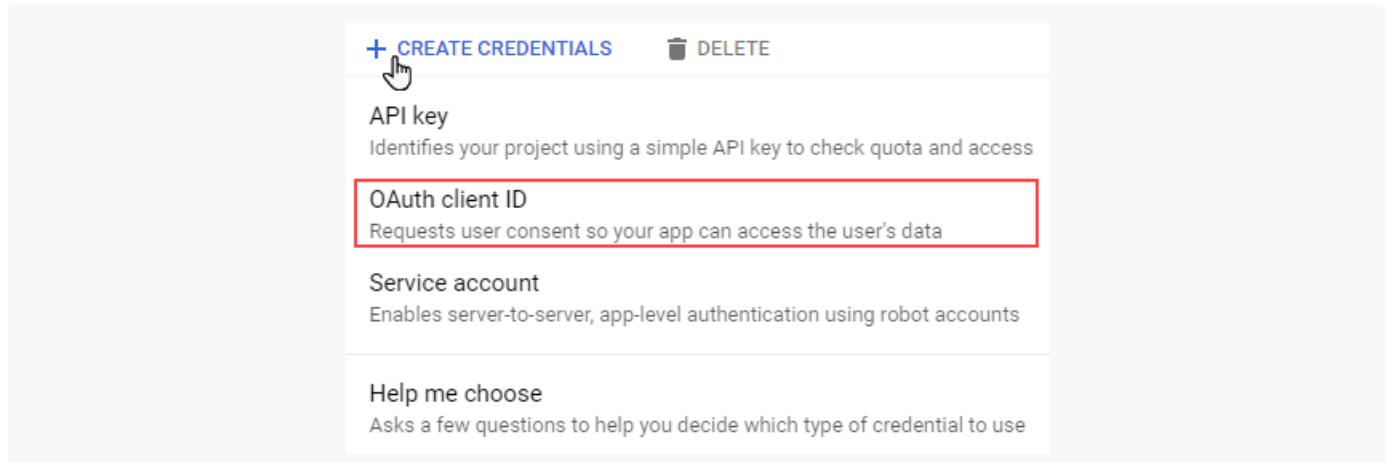 + CREATE CREDENTIALS DELETE
API key
Identifies your project using a simple API key to check quota and access
OAuth client ID
Requests user consent so your app can access the user's data
Service account
Enables server-to-server, app-level authentication using robot accounts
Help me choose
Asks a few questions to help you decide which type of credential to use